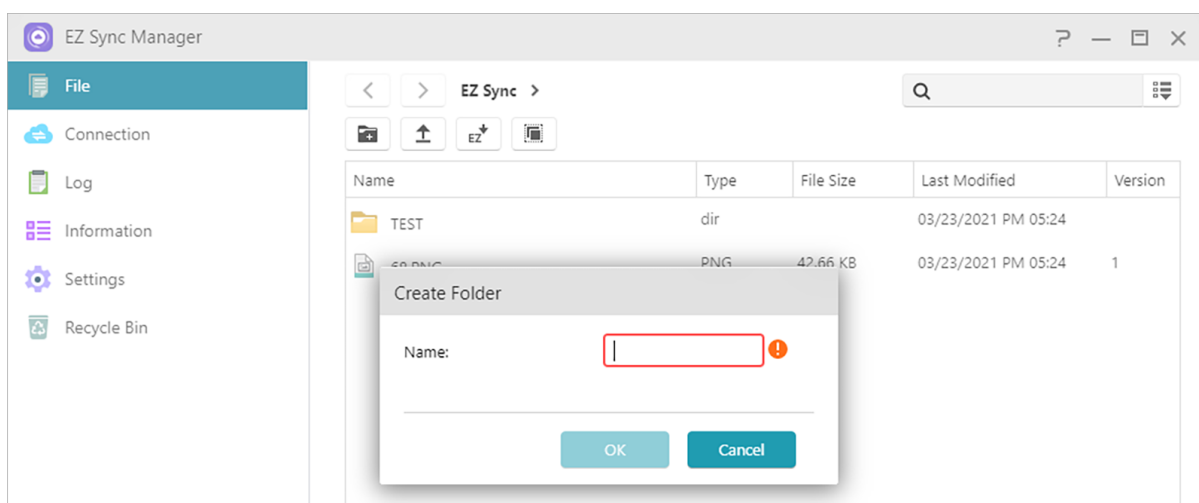 EZ Sync Manager
File
Connection
Log
Information
Settings
Recycle Bin
EZ Sync >
EZ
Name Type File Size Last Modified Version
TEST dir 03/23/2021 PM 05:24
68.PNG PNG 42.66 KB 03/23/2021 PM 05:24 1
Create Folder
Name:
OK Cancel